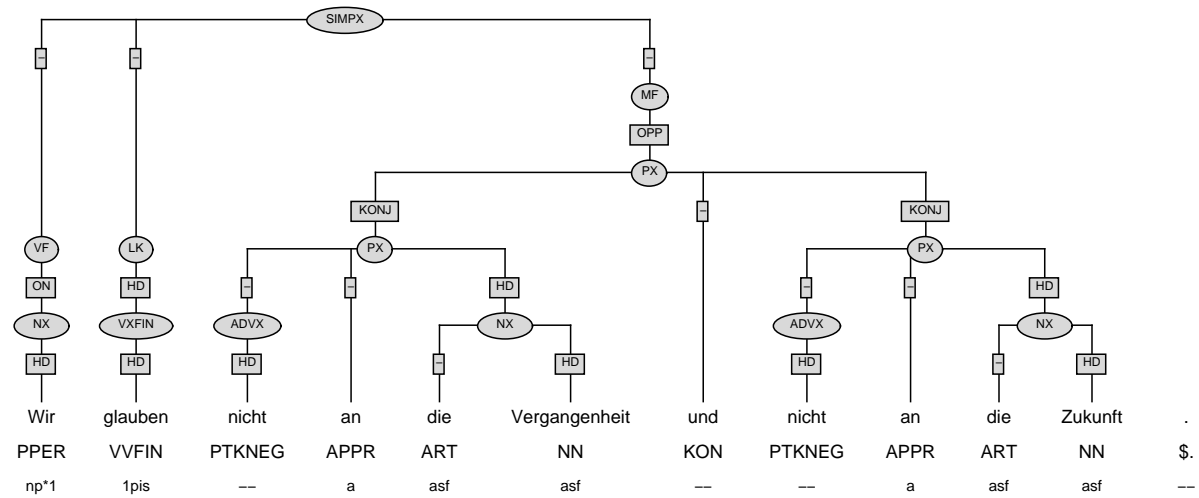 SIMPX
– – –
MF
OPP
PX
KONJ – KONJ
VF LK PX PX
ON HD – – HD – – HD
NX VXFIN ADVX NX ADVX NX
HD HD HD – HD HD – HD
Wir glauben nicht an die Vergangenheit und nicht an die Zukunft .
PPER VVFIN PTKNEG APPR ART NN KON PTKNEG APPR ART NN $.
np*1 1pis –– a asf asf –– –– a asf asf ––